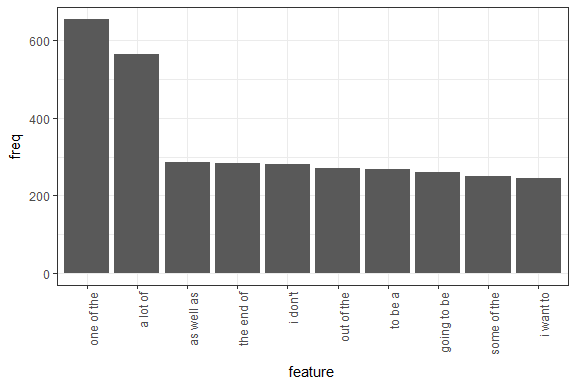 freq
600
400
200
0
one of the
a lot of
as well as
the end of
i don't
out of the
to be a
going to be
some of the
i want to
feature